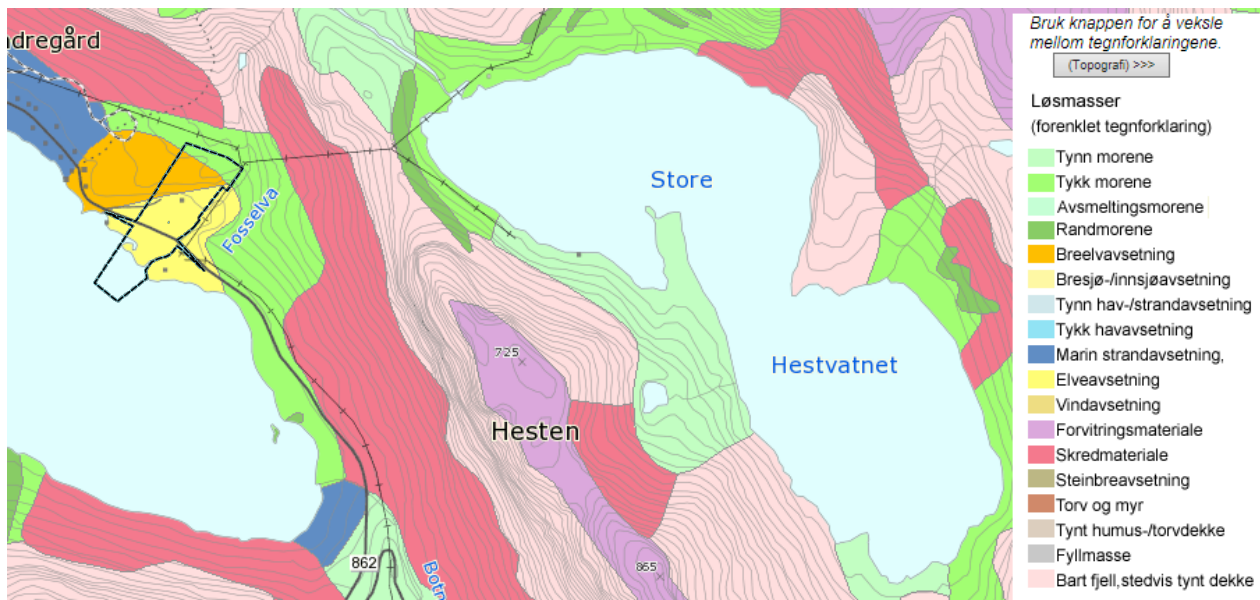 ndregård
Store
Fosselva
Hestvatnet
725
Hesten
865
862
Botn
Bruk knappen for å veksle
mellom tegnforklaringene.
(Topografi) >>>
Løsmasser
(forenklet tegnforklaring)
Tynn morene
Tykk morene
Avsmeltingsmorene
Randmorene
Breelvavsetning
Bresjø-/innsjøavsetning
Tynn hav-/strandavsetning
Tykk havavsetning
Marin strandavsetning,
Elveavsetning
Vindavsetning
Forvitringsmateriale
Skredmateriale
Steinbreavsetning
Torv og myr
Tynt humus-/torvdekke
Fyllmasse
Bart fjell,stedvis tynt dekke